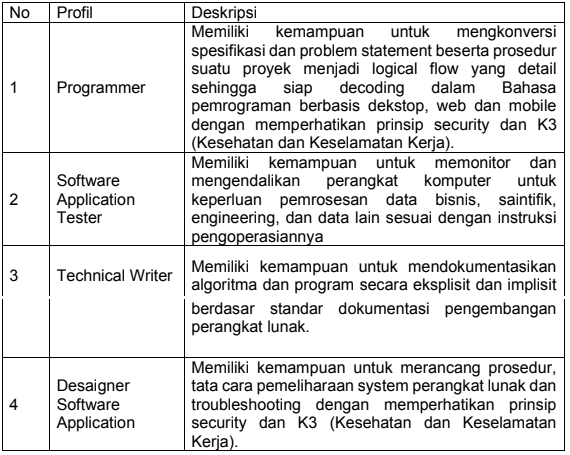 No Profil Deskripsi
1 Programmer Memiliki kemampuan untuk mengkonversi
spesifikasi dan problem statement beserta prosedur
suatu proyek menjadi logical flow yang detail
sehingga siap decoding dalam Bahasa
pemrograman berbasis dekstop, web dan mobile
dengan memperhatikan prinsip security dan K3
(Kesehatan dan Keselamatan Kerja).
2 Software
Application
Tester
Memiliki kemampuan untuk memonitor dan
mengendalikan perangkat komputer untuk
keperluan pemrosesan data bisnis, saintifik,
engineering, dan data lain sesuai dengan instruksi
pengoperasiannya
3 Technical Writer Memiliki kemampuan untuk mendokumentasikan
algoritma dan program secara eksplisit dan implisit
berdasar standar dokumentasi pengembangan
perangkat lunak.
4 Desaigner
Software
Application
Memiliki kemampuan untuk merancang prosedur,
tata cara pemeliharaan system perangkat lunak dan
troubleshooting dengan memperhatikan prinsip
security dan K3 (Kesehatan dan Keselamatan
Kerja).